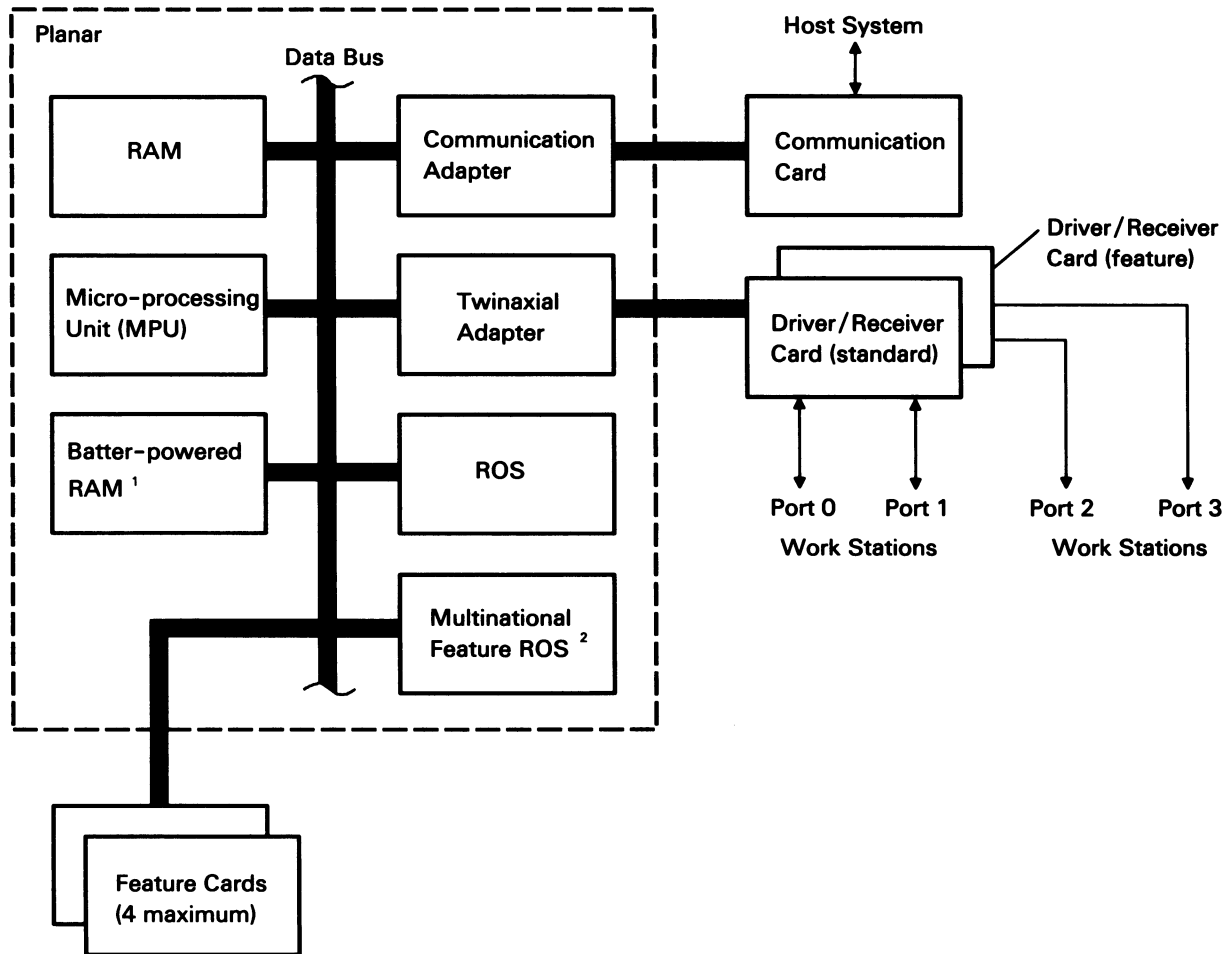 Planar
Data Bus
Host System
RAM
Communication
Adapter
Communication
Card
Driver/Receiver
Card (feature)
Micro-processing
Unit (MPU)
Twinaxial
Adapter
Driver/Receiver
Card (standard)
Batter-powered
RAM 1
ROS
Port 0 Port 1 Port 2 Port 3
Work Stations Work Stations
Multinational
Feature ROS 2
Feature Cards
(4 maximum)